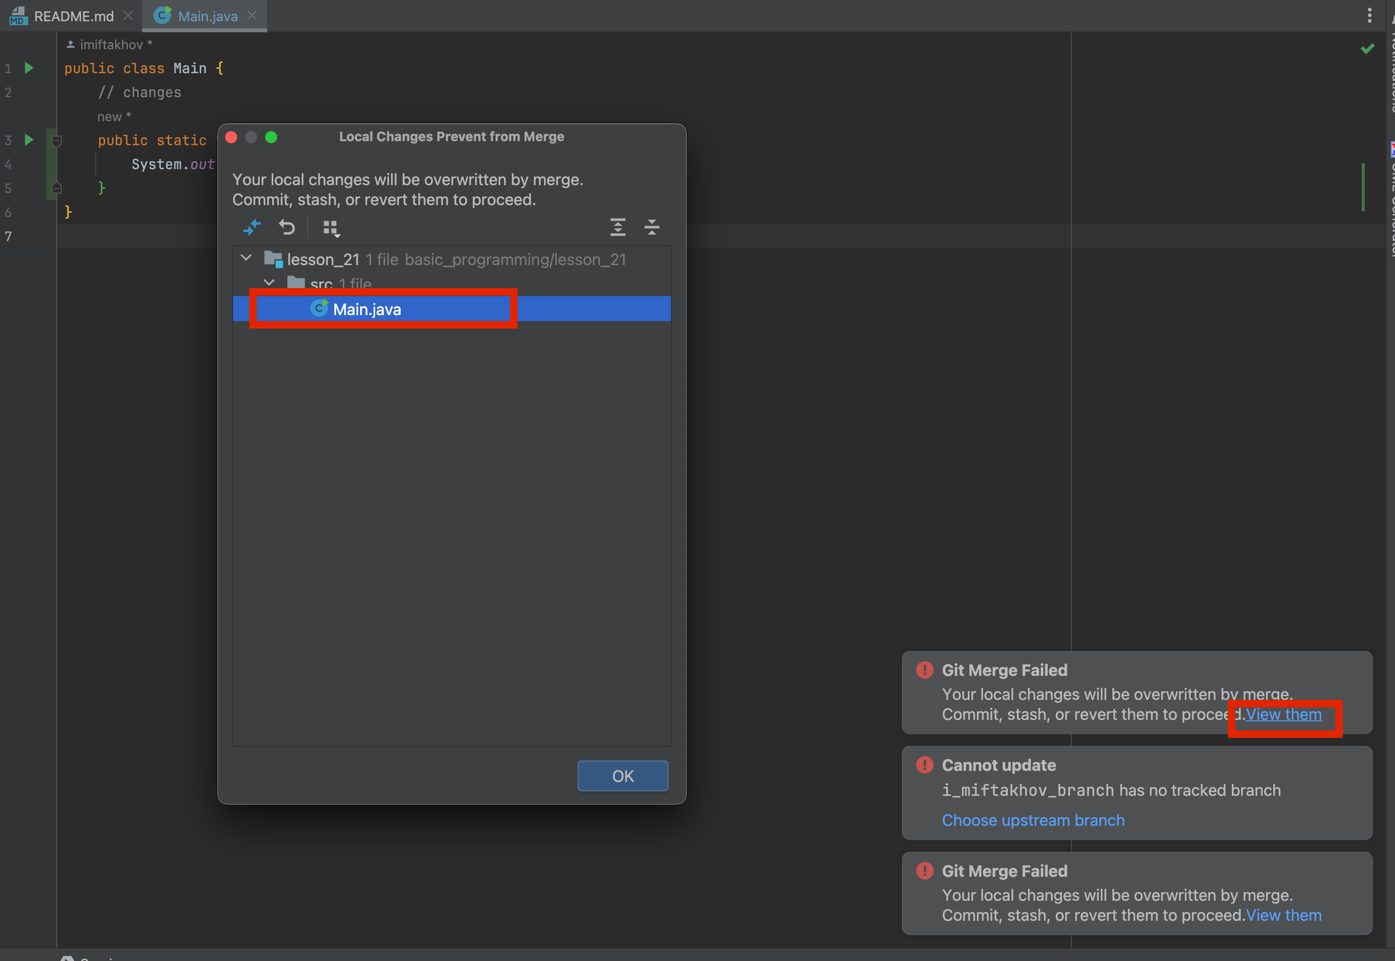 README.md
Main.java
imiftakhov *
1 public class Main {
2 // changes
new *
3 public static
4 System.out
5 }
6 }
7
Local Changes Prevent from Merge
Your local changes will be overwritten by merge.
Commit, stash, or revert them to proceed.
lesson_21 1 file basic_programming/lesson_21
src 1 file
Main.java
OK
Git Merge Failed
Your local changes will be overwritten by merge.
Commit, stash, or revert them to proceed.View them
Cannot update
i_miftakhov_branch has no tracked branch
Choose upstream branch
Git Merge Failed
Your local changes will be overwritten by merge.
Commit, stash, or revert them to proceed.View them